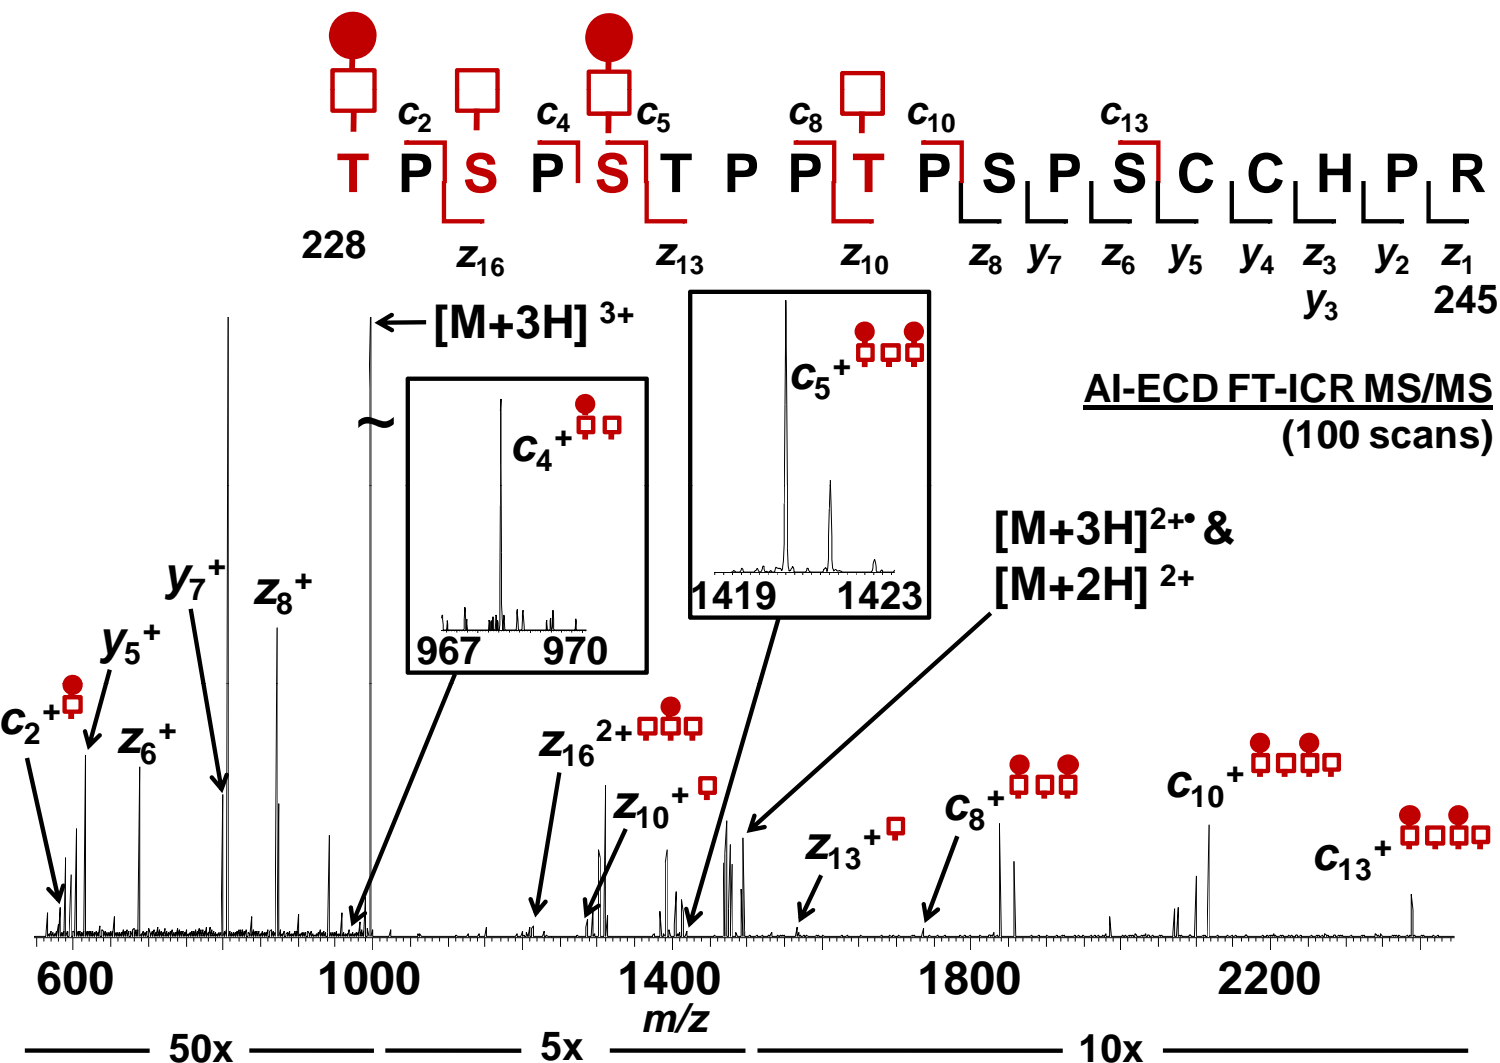 c2 c4 c5 c8 c10 c13
T P S P S T P P T P S P S C C H P R
228 z16 z13 z10 z8 y7 z6 y5 y4 z3 y2 z1
y3 245
[M+3H] 3+
c4+
967 970
c5+
1419 1423
AI-ECD FT-ICR MS/MS
(100 scans)
[M+3H]2+• &
[M+2H] 2+
y7+ z8+
y5+
c2+ z6+
z16 2+
z10+
z13+
c8+
c10+
c13+
~
600 1000 1400 1800 2200
m/z
50x 5x 10x